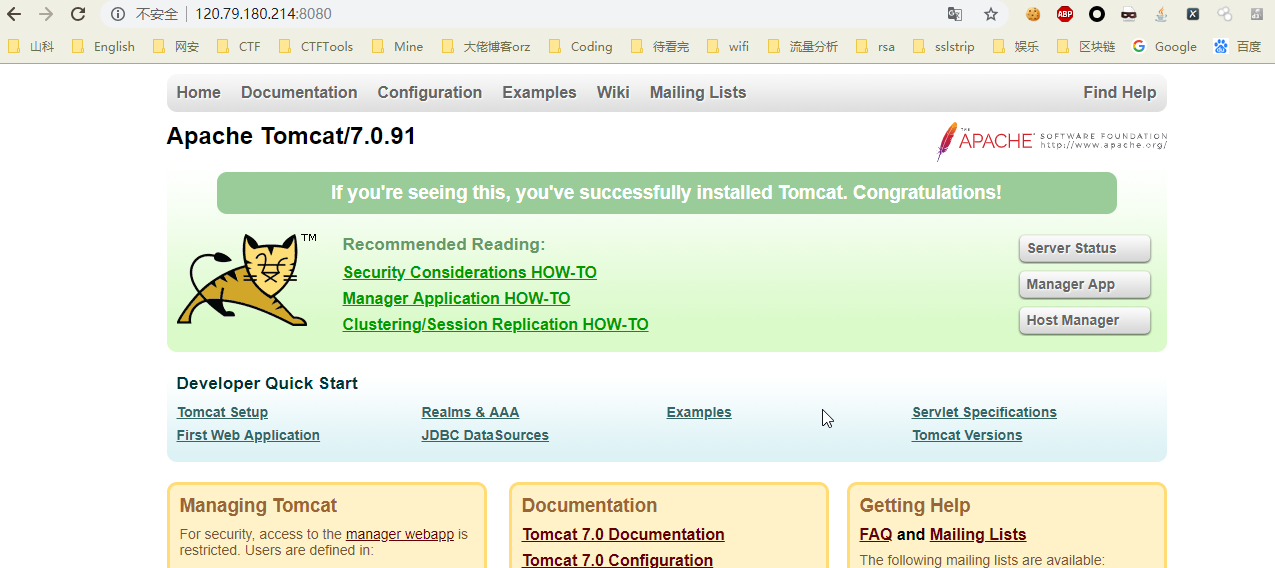 不安全 120.79.180.214:8080
ABP
山科 English 网安 CTF CTFTools Mine 大佬博客orz Coding 待看完 wifi 流量分析 rsa sslstrip 娱乐 区块链 Google 百度
Home Documentation Configuration Examples Wiki Mailing Lists Find Help
Apache Tomcat/7.0.91
THE APACHE SOFTWARE FOUNDATION
http://www.apache.org/
If you're seeing this, you've successfully installed Tomcat. Congratulations!
TM
Recommended Reading:
Security Considerations HOW-TO
Manager Application HOW-TO
Clustering/Session Replication HOW-TO
Server Status
Manager App
Host Manager
Developer Quick Start
Tomcat Setup Realms & AAA Examples Servlet Specifications
First Web Application JDBC DataSources Tomcat Versions
Managing Tomcat
For security, access to the manager webapp is
restricted. Users are defined in:
Documentation
Tomcat 7.0 Documentation
Tomcat 7.0 Configuration
Getting Help
FAQ and Mailing Lists
The following mailing lists are available: